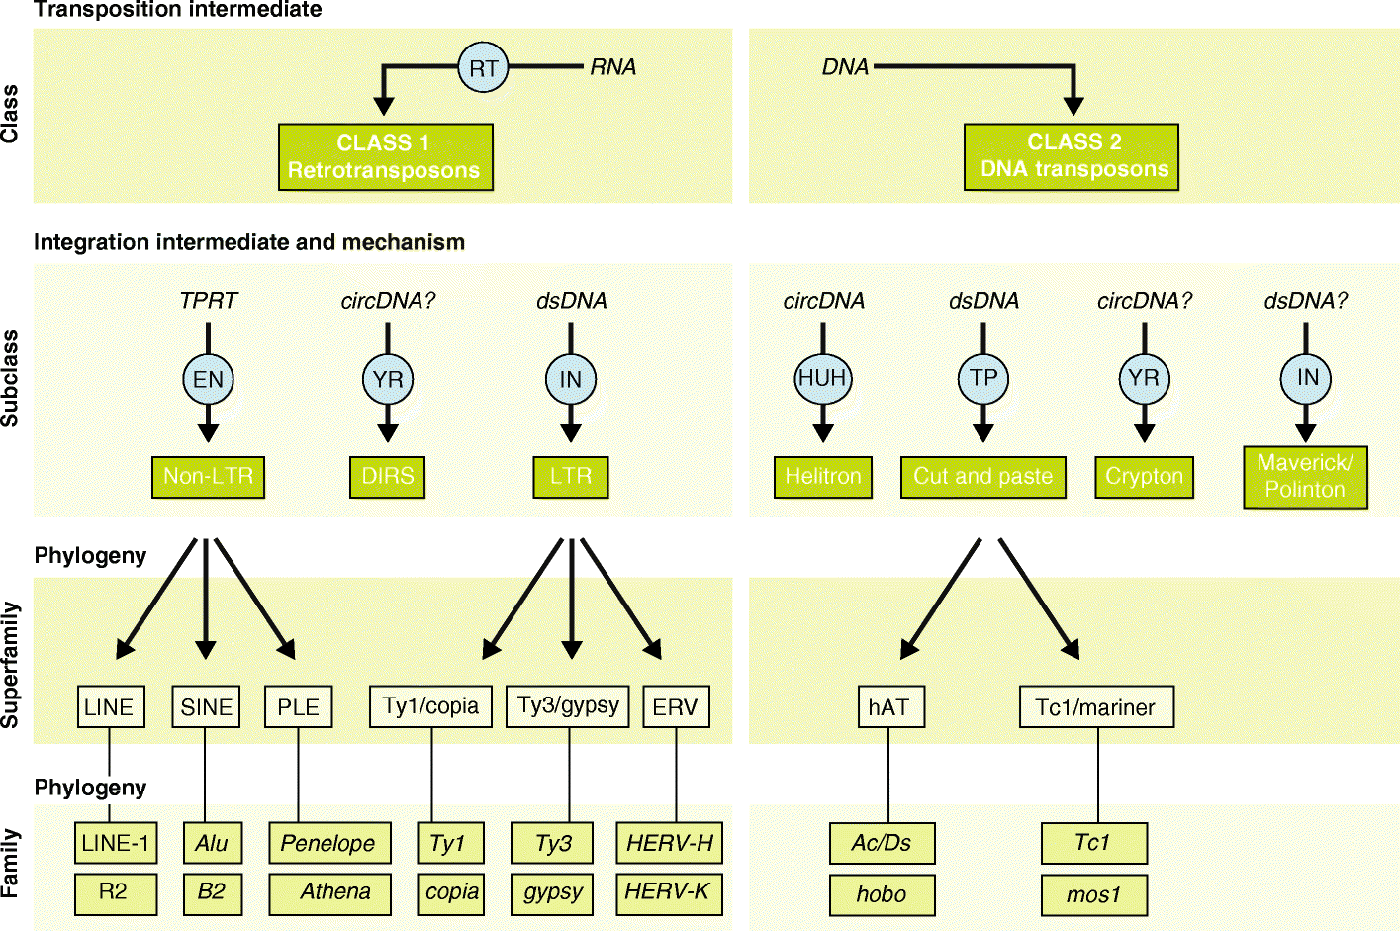 Transposition intermediate
Class
RT
RNA
CLASS 1
Retrotransposons
DNA
CLASS 2
DNA transposons
Integration intermediate and mechanism
Subclass
TPRT
circDNA?
dsDNA
EN
YR
IN
Non-LTR
DIRS
LTR
circDNA
dsDNA
circDNA?
dsDNA?
HUH
TP
YR
IN
Helitron
Cut and paste
Crypton
Maverick/
Polinton
Phylogeny
Superfamily
LINE
SINE
PLE
Ty1/copia
Ty3/gypsy
ERV
hAT
Tc1/mariner
Phylogeny
Family
LINE-1
Alu
Penelope
Ty1
Ty3
HERV-H
Ac/Ds
Tc1
R2
B2
Athena
copia
gypsy
HERV-K
hobo
mos1